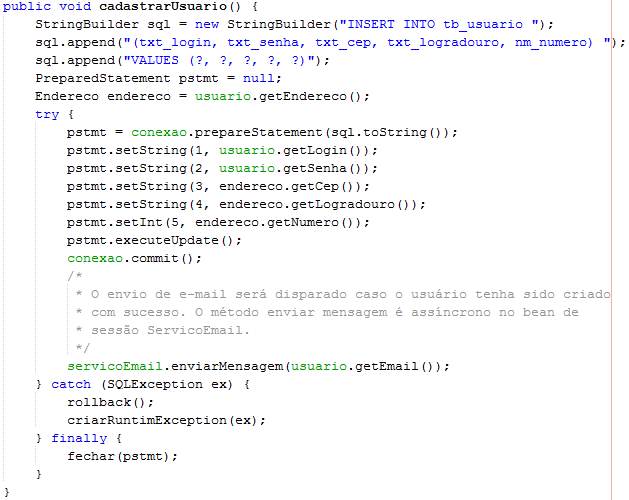 public void cadastrarUsuario() {
    StringBuilder sql = new StringBuilder("INSERT INTO tb_usuario ");
    sql.append("(txt_login, txt_senha, txt_cep, txt_logradouro, nm_numero) ");
    sql.append("VALUES (?, ?, ?, ?, ?)");
    PreparedStatement pstmt = null;
    Endereco endereco = usuario.getEndereco();
    try {
        pstmt = conexao.prepareStatement(sql.toString());
        pstmt.setString(1, usuario.getLogin());
        pstmt.setString(2, usuario.getSenha());
        pstmt.setString(3, endereco.getCep());
        pstmt.setString(4, endereco.getLogradouro());
        pstmt.setInt(5, endereco.getNumero());
        pstmt.executeUpdate();
        conexao.commit();
        /*
         * O envio de e-mail será disparado caso o usuário tenha sido criado
         * com sucesso. O método enviar mensagem é assíncrono no bean de
         * sessão ServicoEmail.
         */
        servicoEmail.enviarMensagem(usuario.getEmail());
    } catch (SQLException ex) {
        rollback();
        criarRuntimException(ex);
    } finally {
        fechar(pstmt);
    }
}